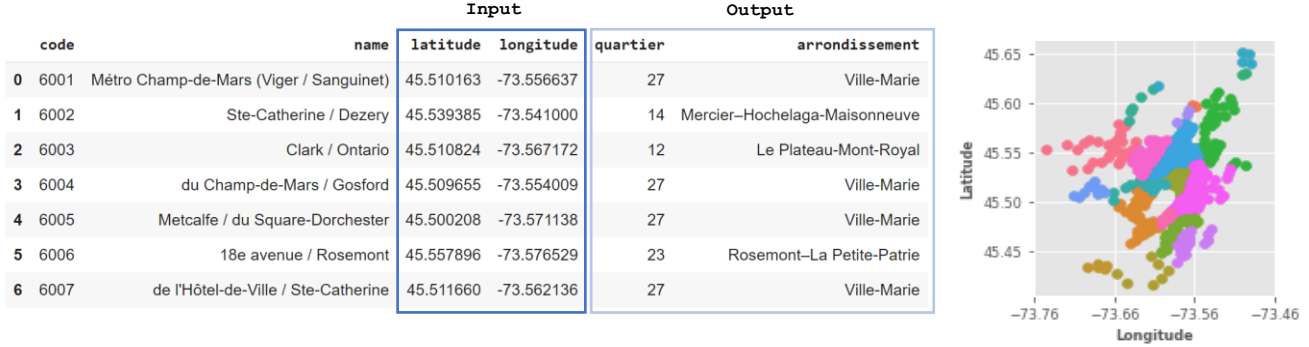 Input Output
code name latitude longitude quartier arrondissement
0 6001 Métro Champ-de-Mars (Viger / Sanguinet) 45.510163 -73.556637 27 Ville-Marie
1 6002 Ste-Catherine / Dezery 45.539385 -73.541000 14 Mercier–Hochelaga-Maisonneuve
2 6003 Clark / Ontario 45.510824 -73.567172 12 Le Plateau-Mont-Royal
3 6004 du Champ-de-Mars / Gosford 45.509655 -73.554009 27 Ville-Marie
4 6005 Metcalfe / du Square-Dorchester 45.500208 -73.571138 27 Ville-Marie
5 6006 18e avenue / Rosemont 45.557896 -73.576529 23 Rosemont–La Petite-Patrie
6 6007 de l'Hôtel-de-Ville / Ste-Catherine 45.511660 -73.562136 27 Ville-Marie
45.65
45.60
45.55
45.50
45.45
Latitude
−73.76 −73.66 −73.56 −73.46
Longitude